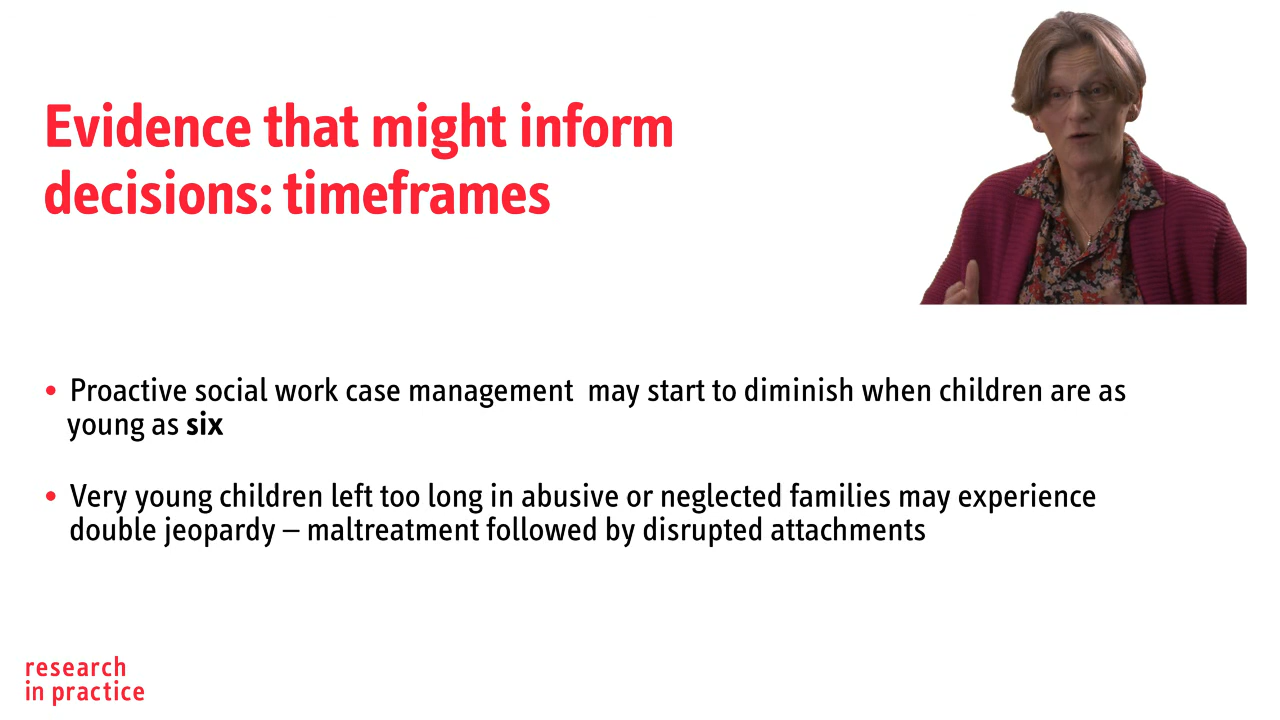 Evidence that might inform
decisions: timeframes
• Proactive social work case management  may start to diminish when children are as
young as six
• Very young children left too long in abusive or neglected families may experience
double jeopardy – maltreatment followed by disrupted attachments
research
in practice